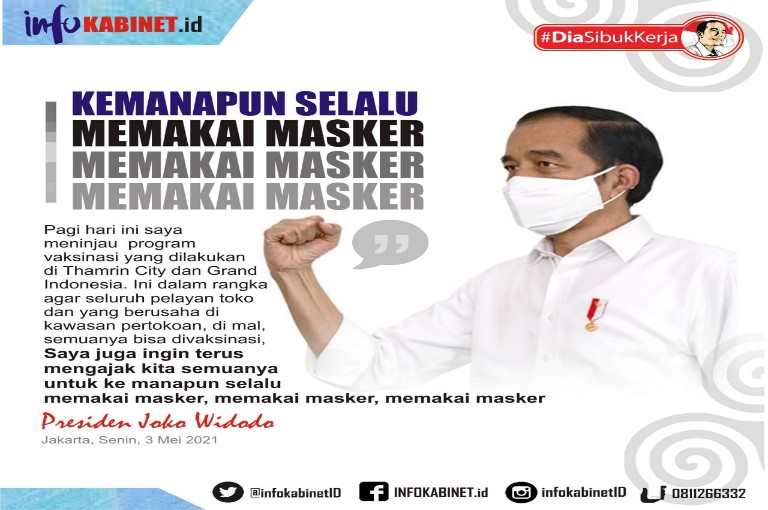 info KABINET.id
#DiaSibukKerja
KEMANAPUN SELALU
MEMAKAI MASKER
MEMAKAI MASKER
MEMAKAI MASKER
Pagi hari ini saya
meninjau program
vaksinasi yang dilakukan
di Thamrin City dan Grand
Indonesia. Ini dalam rangka
agar seluruh pelayan toko
dan yang berusaha di
kawasan pertokoan, di mal,
semuanya bisa divaksinasi,
Saya juga ingin terus
mengajak kita semuanya
untuk ke manapun selalu
memakai masker, memakai masker, memakai masker
Presiden Joko Widodo
Jakarta, Senin, 3 Mei 2021
@infokabinetID INFOKABINET.id infokabinetID 0811266332